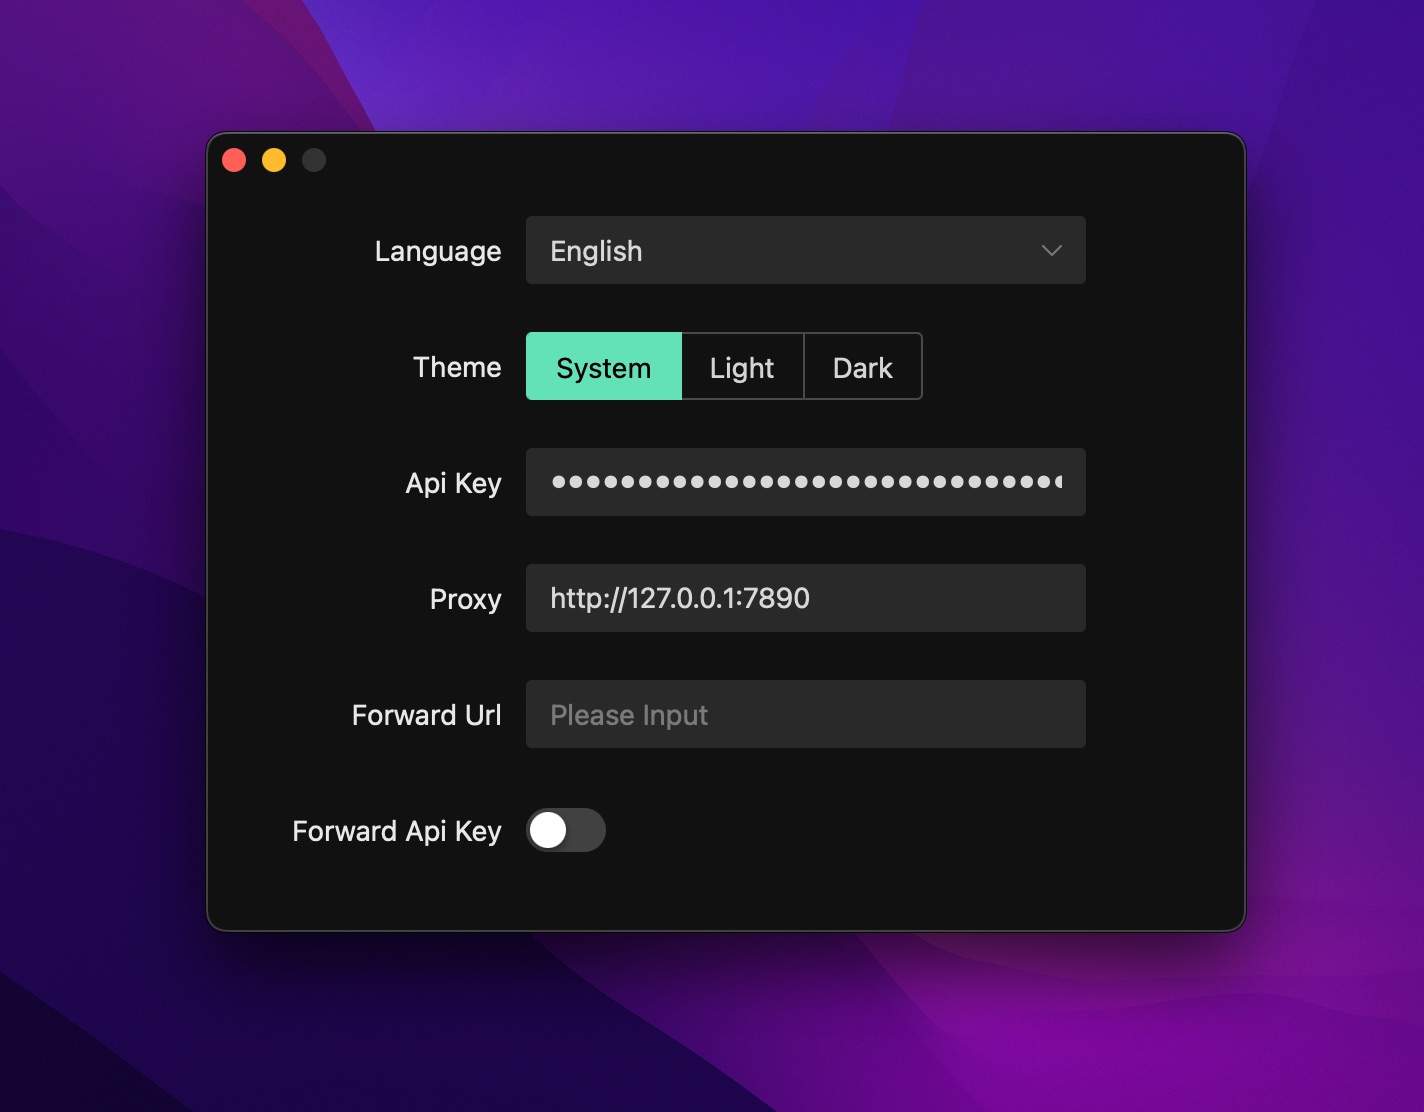 Language English
Theme System Light Dark
Api Key ●●●●●●●●●●●●●●●●●●●●●●●●●●●●●●
Proxy http://127.0.0.1:7890
Forward Url Please Input
Forward Api Key